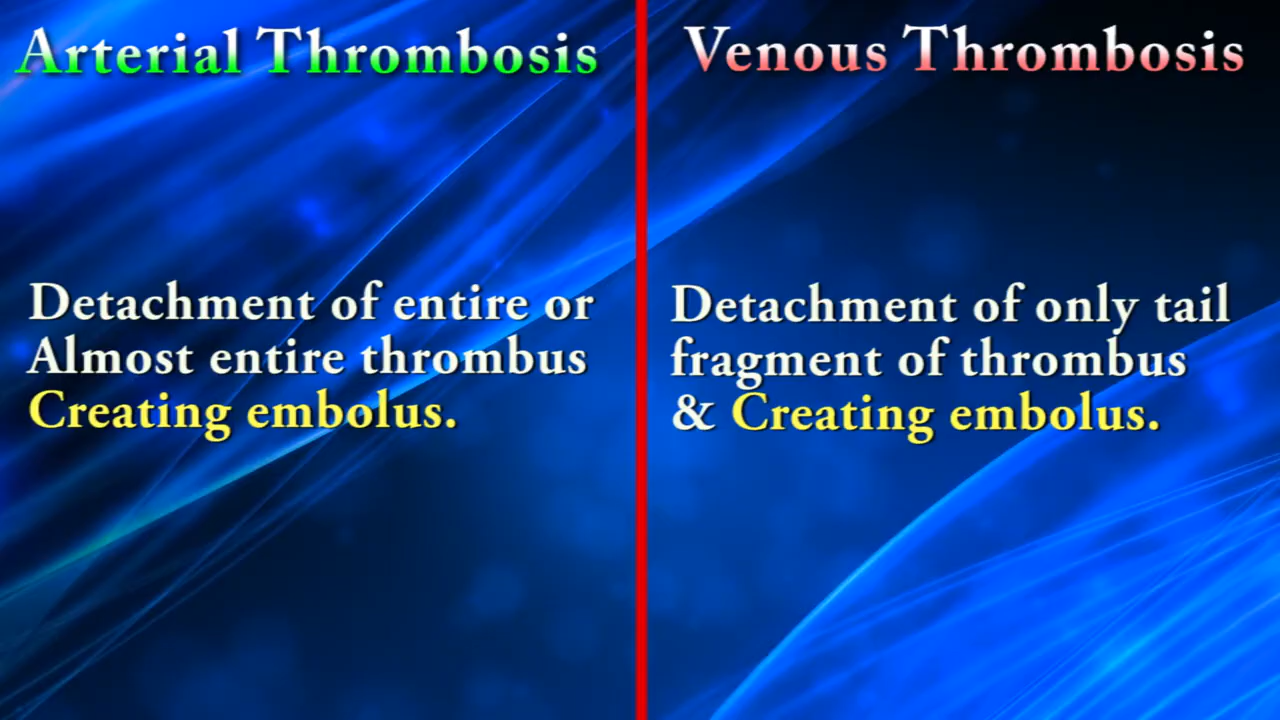 Arterial Thrombosis
Detachment of entire or
Almost entire thrombus
Creating embolus.
Venous Thrombosis
Detachment of only tail
fragment of thrombus
& Creating embolus.